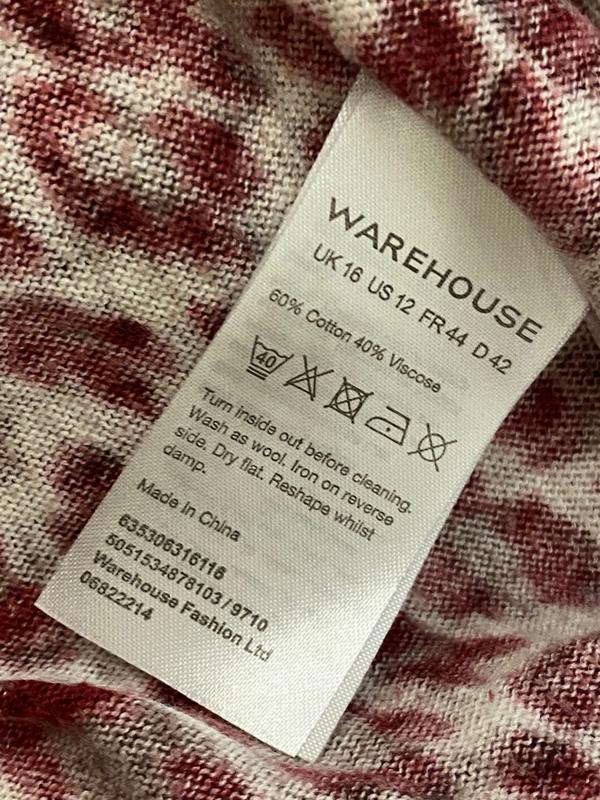 WAREHOUSE
UK 16 US 12 FR 44 D 42
60% Cotton 40% Viscose
40
Turn inside out before cleaning.
Wash as wool. Iron on reverse
side. Dry flat. Reshape whilst
damp.
Made in China
635306316116
5051534878103 / 9710
Warehouse Fashion Ltd
06822214